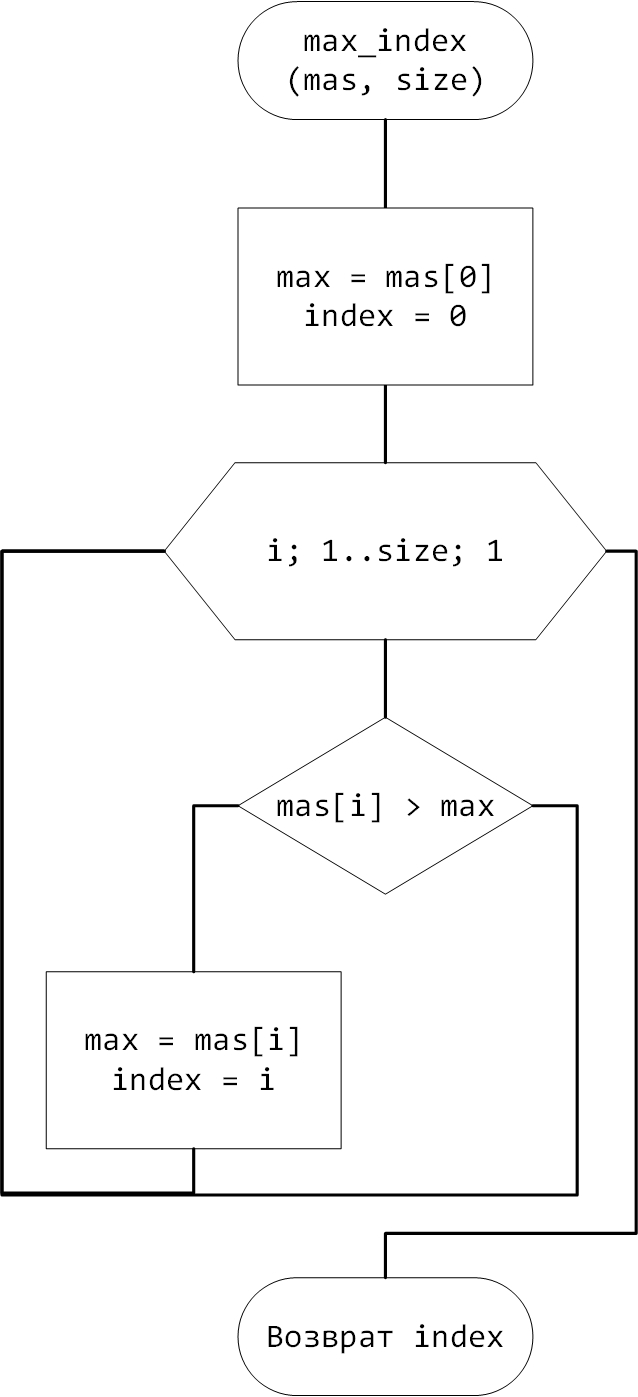 max_index
(mas, size)
max = mas[0]
index = 0
i; 1..size; 1
mas[i] > max
max = mas[i]
index = i
Возврат index